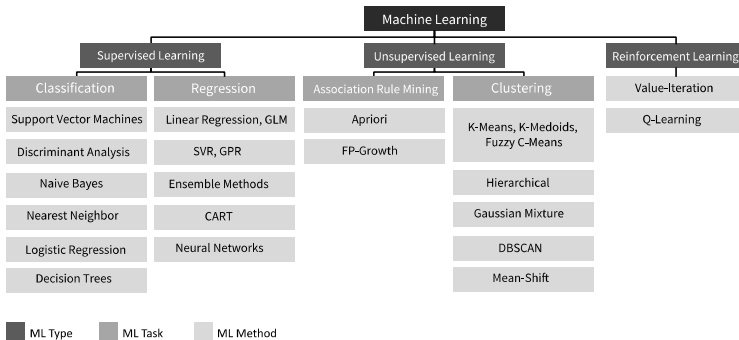 Machine Learning
Supervised Learning
Unsupervised Learning
Reinforcement Learning
Classification
Regression
Association Rule Mining
Clustering
Value-Iteration
Support Vector Machines
Linear Regression, GLM
Apriori
K-Means, K-Medoids,
Fuzzy C-Means
Q-Learning
Discriminant Analysis
SVR, GPR
FP-Growth
Naive Bayes
Ensemble Methods
Hierarchical
Nearest Neighbor
CART
Gaussian Mixture
Logistic Regression
Neural Networks
DBSCAN
Decision Trees
Mean-Shift
ML Type
ML Task
ML Method